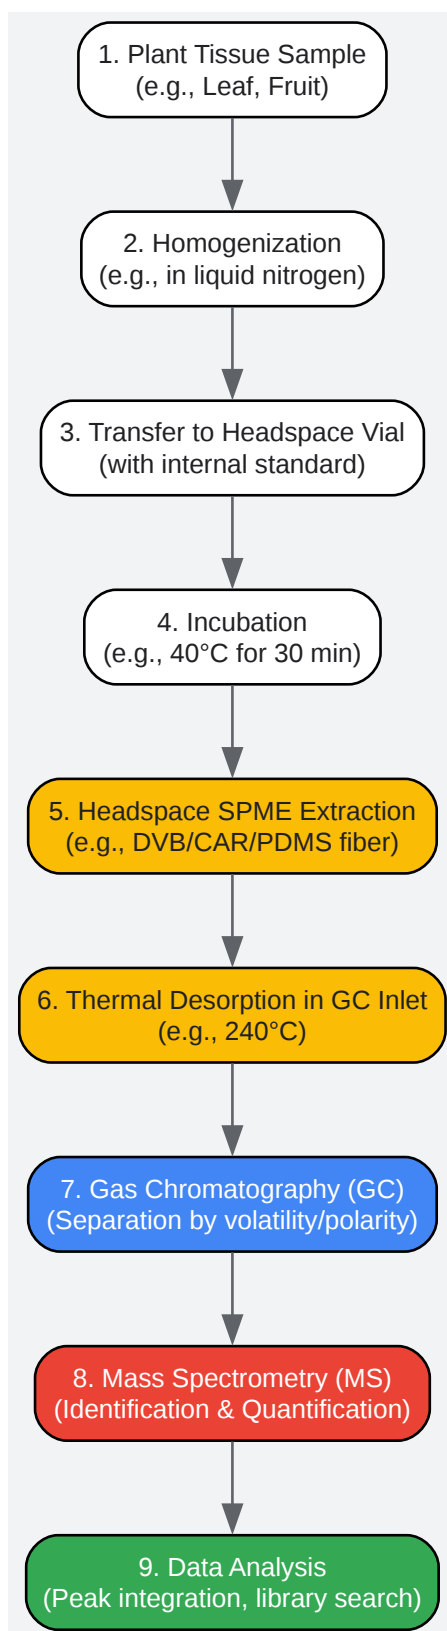 1. Plant Tissue Sample
(e.g., Leaf, Fruit)
2. Homogenization
(e.g., in liquid nitrogen)
3. Transfer to Headspace Vial
(with internal standard)
4. Incubation
(e.g., 40°C for 30 min)
5. Headspace SPME Extraction
(e.g., DVB/CAR/PDMS fiber)
6. Thermal Desorption in GC Inlet
(e.g., 240°C)
7. Gas Chromatography (GC)
(Separation by volatility/polarity)
8. Mass Spectrometry (MS)
(Identification & Quantification)
9. Data Analysis
(Peak integration, library search)